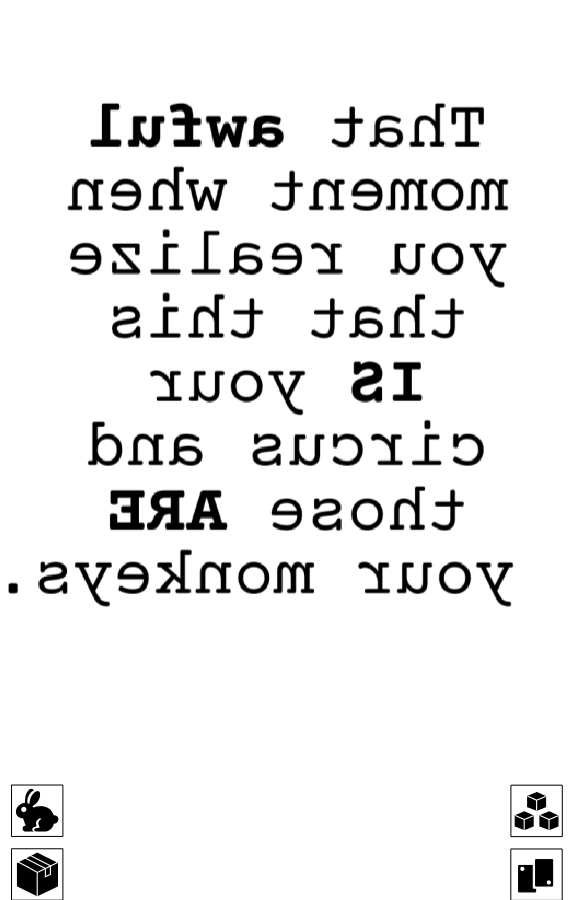 That awful
moment when
you realize
that this
IS your
circus and
those ARE
your monkeys.